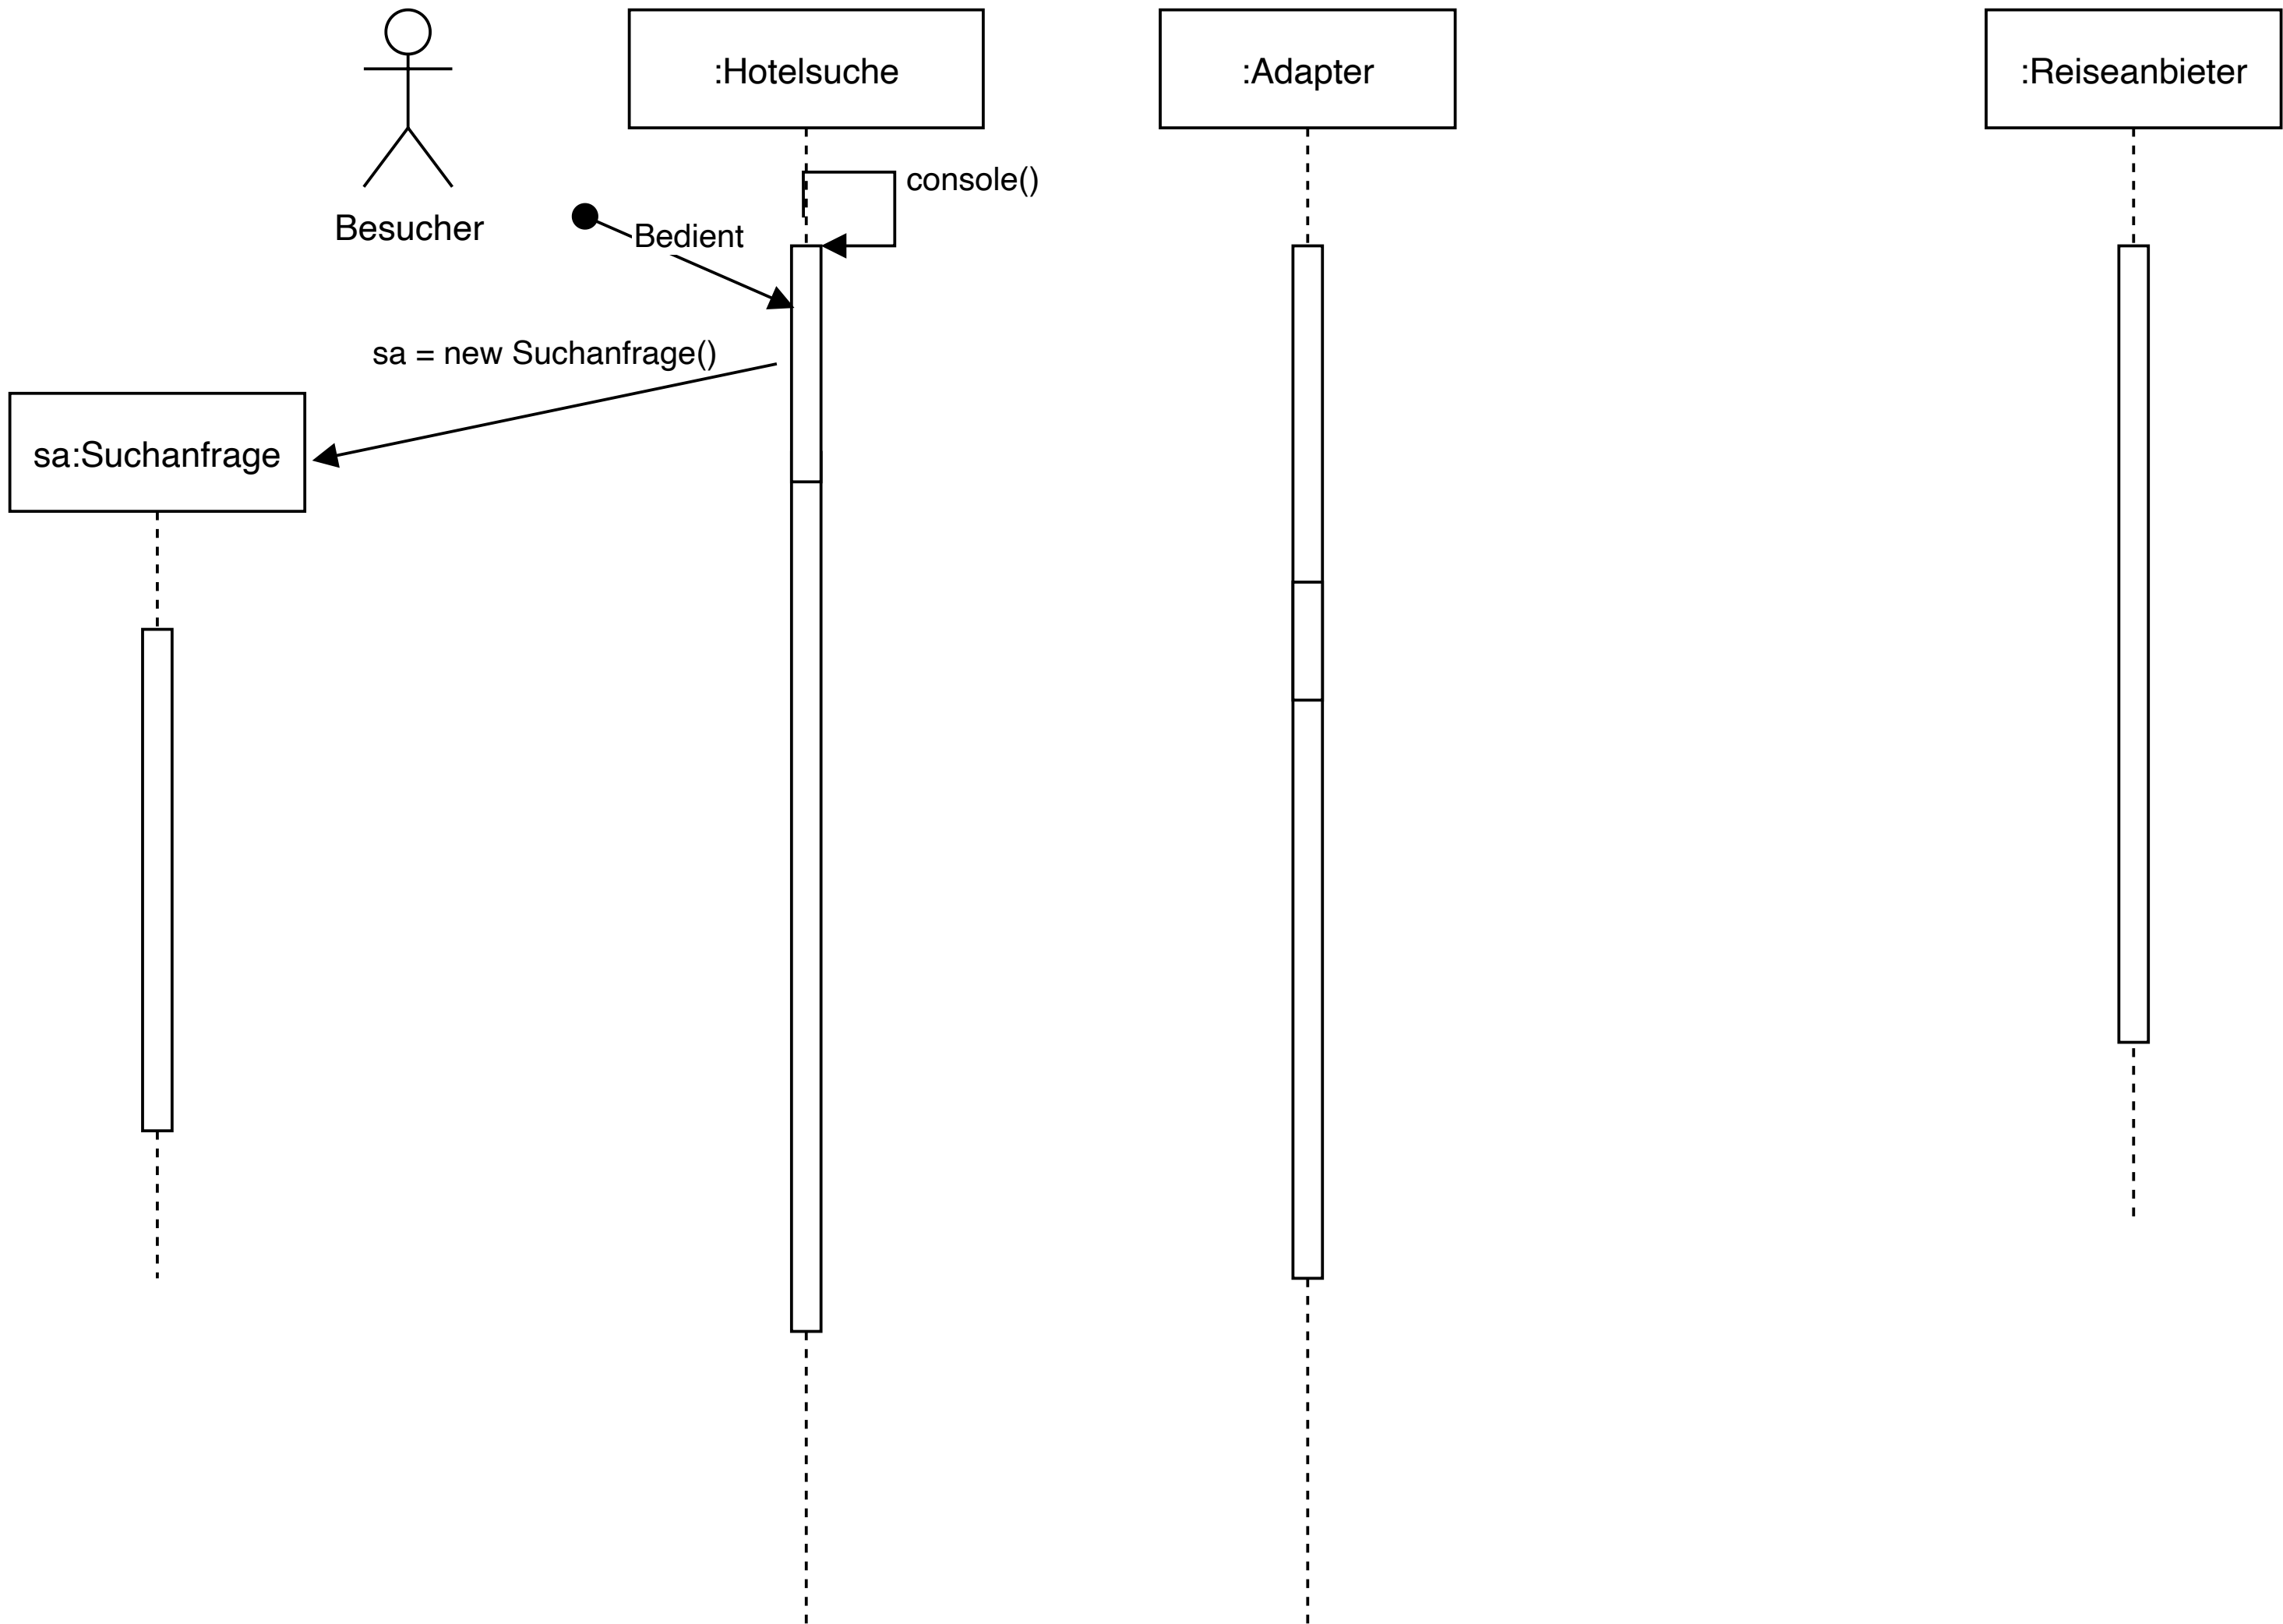 :Hotelsuche
:Adapter
:Reiseanbieter
console()
Besucher
Bedient
sa = new Suchanfrage()
sa:Suchanfrage